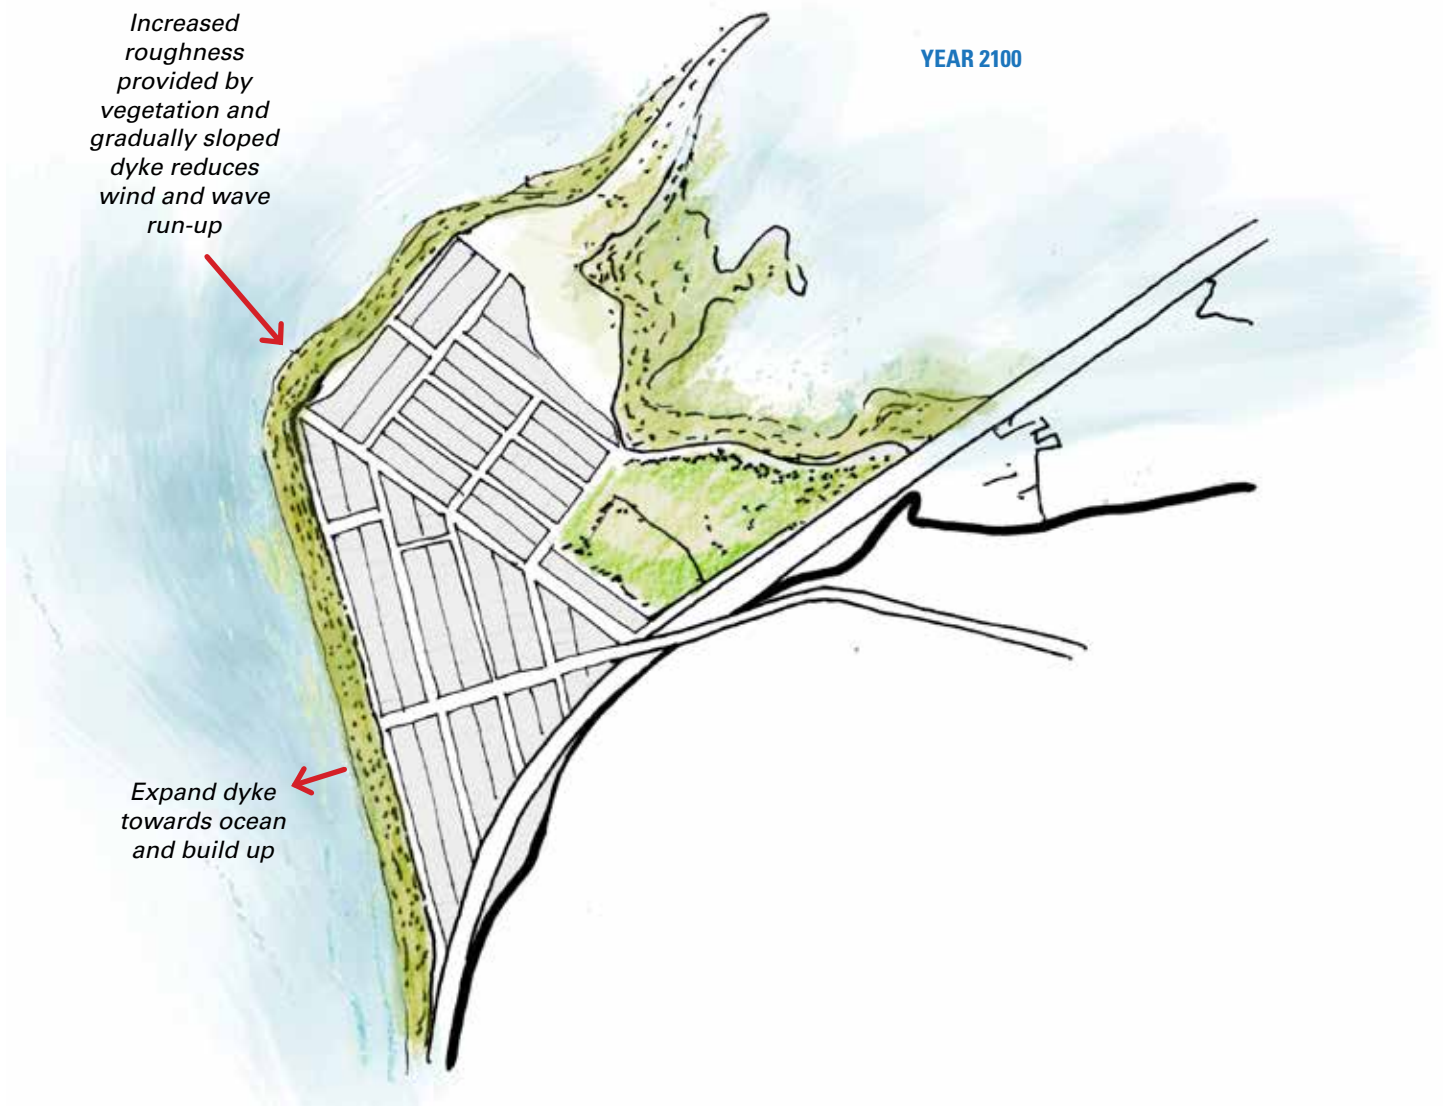 Increased
roughness
provided by
vegetation and
gradually sloped
dyke reduces
wind and wave
run-up
YEAR 2100
Expand dyke
towards ocean
and build up